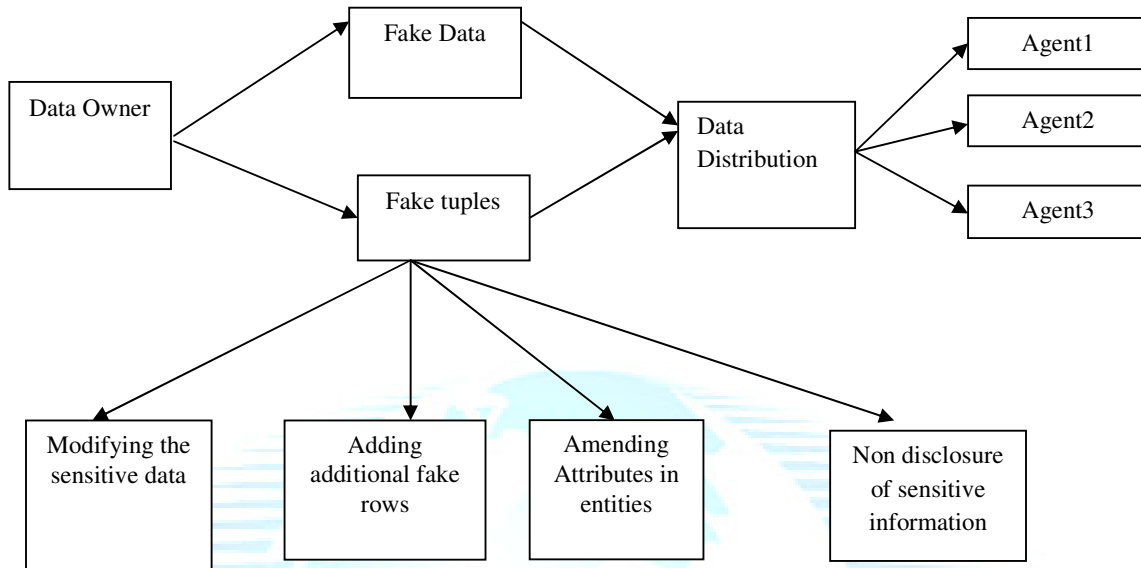 Fake Data
Agent1
Data Owner
Agent2
Data
Distribution
Fake tuples
Agent3
Modifying the
sensitive data
Adding
additional fake
rows
Amending
Attributes in
entities
Non disclosure
of sensitive
information